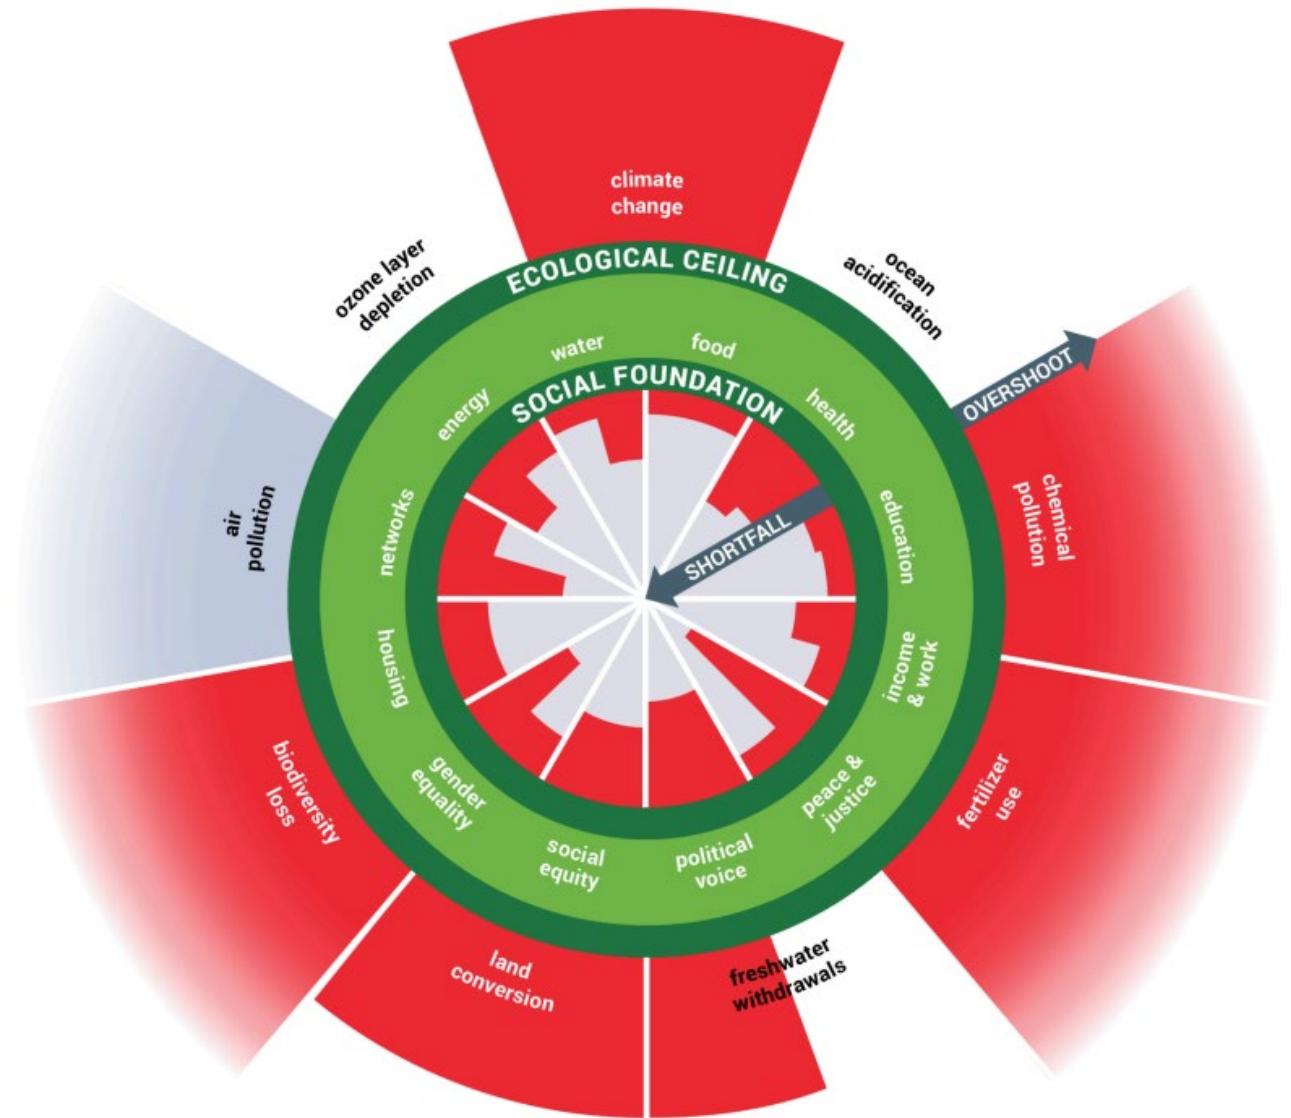 climate
change
ozone layer
depletion
ocean
acidification
ECOLOGICAL CEILING
water
food
energy
SOCIAL FOUNDATION
health
OVERSHOOT
networks
education
SHORTFALL
air
pollution
chemical
pollution
housing
income
& work
biodiversity
loss
gender
equality
peace &
justice
fertilizer
use
social
equity
political
voice
land
conversion
freshwater
withdrawals